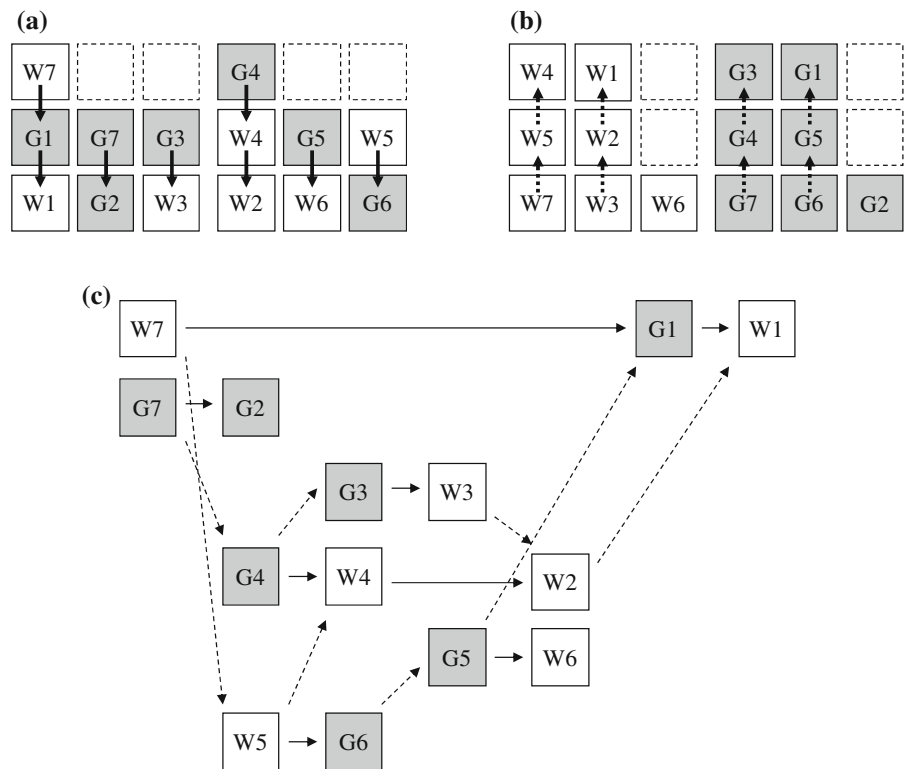 (a)
(b)
W7 G4
G1 G7 G3 W4 G5 W5
W1 G2 W3 W2 W6 G6
W4 W1 G3 G1
W5 W2 G4 G5
W7 W3 W6 G7 G6 G2
(c)
W7 G1 W1
G7 G2
G3 W3
G4 W4 W2
G5 W6
W5 G6